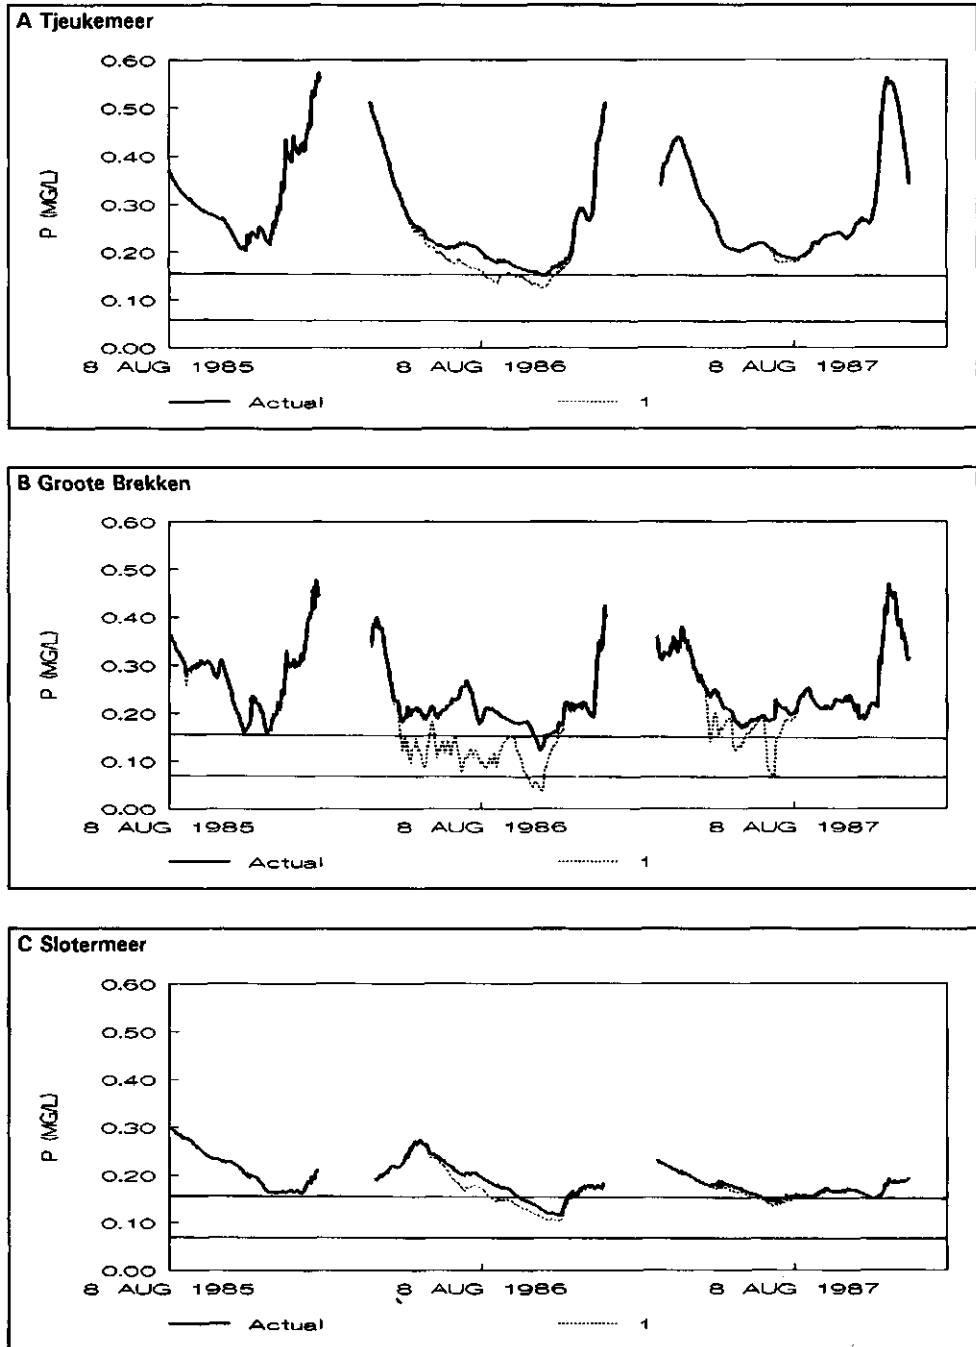 A Tjeukemeer
P (MG/L)
0.60
0.50
0.40
0.30
0.20
0.10
0.00
8 AUG 1985
8 AUG 1986
8 AUG 1987
Actual
1
B Groote Brekken
P (MG/L)
0.60
0.50
0.40
0.30
0.20
0.10
0.00
8 AUG 1985
8 AUG 1986
8 AUG 1987
Actual
1
C Slotermeer
P (MG/L)
0.60
0.50
0.40
0.30
0.20
0.10
0.00
8 AUG 1985
8 AUG 1986
8 AUG 1987
Actual
1